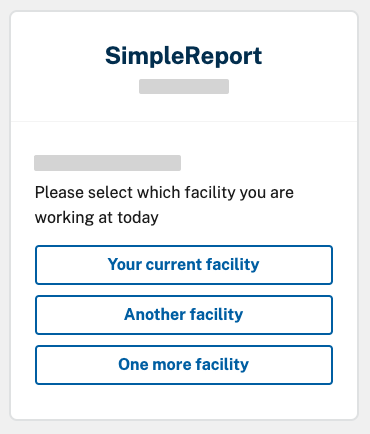 SimpleReport
Please select which facility you are
working at today
Your current facility
Another facility
One more facility